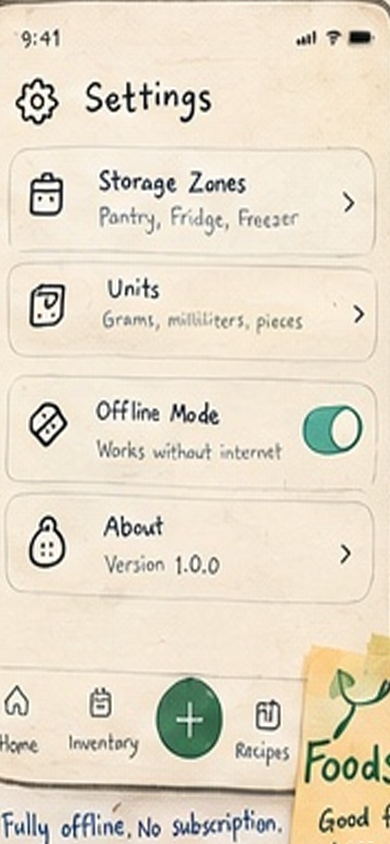 9:41
Settings
Storage Zones
Pantry, Fridge, Freezer
Units
Grams, milliliters, pieces
Offline Mode
Works without internet
About
Version 1.0.0
Home
Inventory
Recipes
Foods
Good f
Fully offline. No subscription.